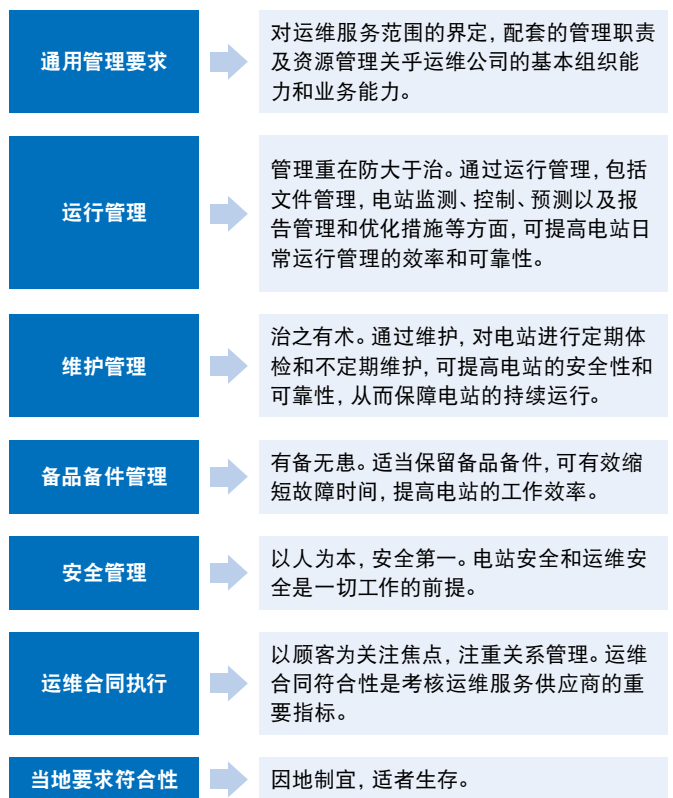 通用管理要求
对运维服务范围的界定，配套的管理职责
及资源管理关乎运维公司的基本组织能
力和业务能力。
运行管理
管理重在防大于治。通过运行管理，包括
文件管理，电站监测、控制、预测以及报
告管理和优化措施等方面，可提高电站日
常运行管理的效率和可靠性。
维护管理
治之有术。通过维护，对电站进行定期体
检和不定期维护，可提高电站的安全性和
可靠性，从而保障电站的持续运行。
备品备件管理
有备无患。适当保留备品备件，可有效缩
短故障时间，提高电站的工作效率。
安全管理
以人为本，安全第一。电站安全和运维安
全是一切工作的前提。
运维合同执行
以顾客为关注焦点，注重关系管理。运维
合同符合性是考核运维服务供应商的重
要指标。
当地要求符合性
因地制宜，适者生存。